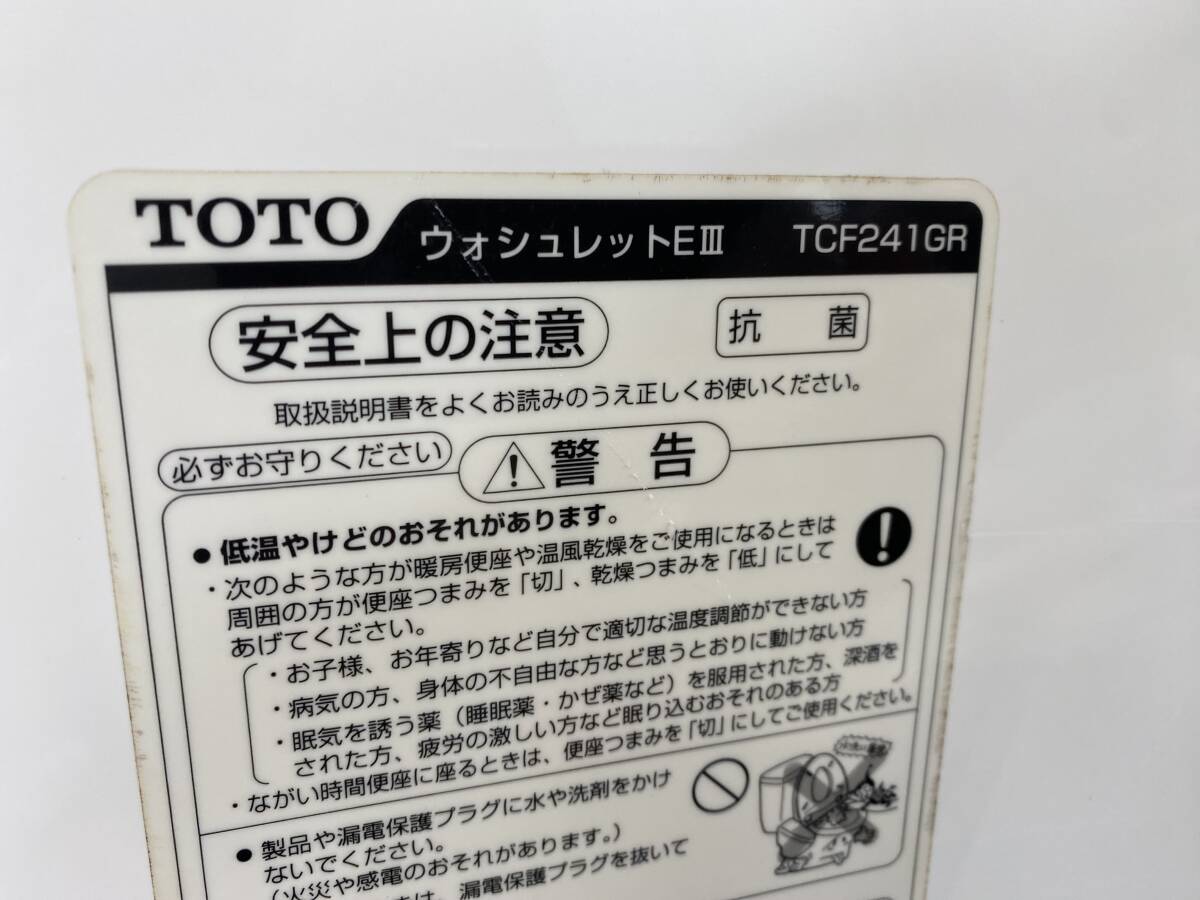 TOTO ウォシュレットEⅢ TCF241GR
安全上の注意 抗 菌
取扱説明書をよくお読みのうえ正しくお使いください。
必ずお守りください 警 告
● 低温やけどのおそれがあります。
・次のような方が暖房便座や温風乾燥をご使用になるときは
周囲の方が便座つまみを「切」、乾燥つまみを「低」にして
あげてください。
・お子様、お年寄りなど自分で適切な温度調節ができない方
・病気の方、身体の不自由な方など思うとおりに動けない方
・眠気を誘う薬（睡眠薬・かぜ薬など）を服用された方、深酒を
された方、疲労の激しい方など眠り込むおそれのある方
・ながい時間便座に座るときは、便座つまみを「切」にしてご使用ください。
● 製品や漏電保護プラグに水や洗剤をかけ
ないでください。
（火災や感電のおそれがあります。）
は、漏電保護プラグを抜いて